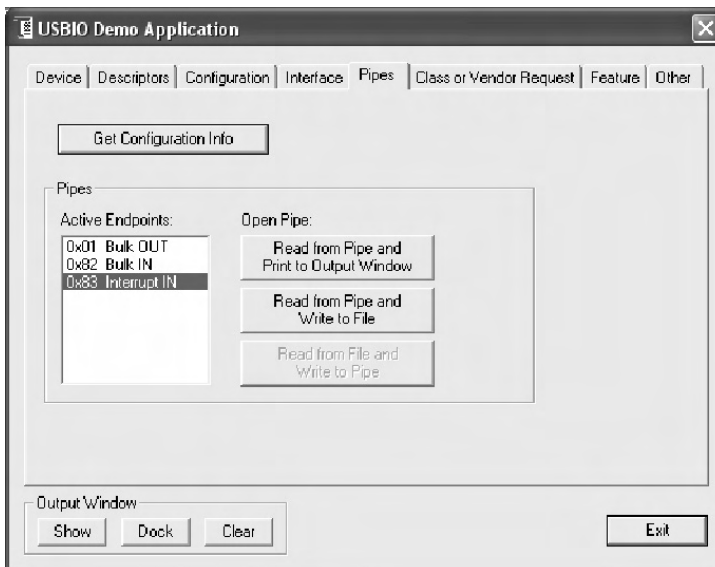 USBIO Demo Application
Device Descriptors Configuration Interface Pipes Class or Vendor Request Feature Other
Get Configuration Info
Pipes
Active Endpoints: Open Pipe:
0x01 Bulk OUT
0x82 Bulk IN
0x83 Interrupt IN
Read from Pipe and
Print to Output Window
Read from Pipe and
Write to File
Read from File and
Write to Pipe
Output Window
Show Dock Clear
Exit